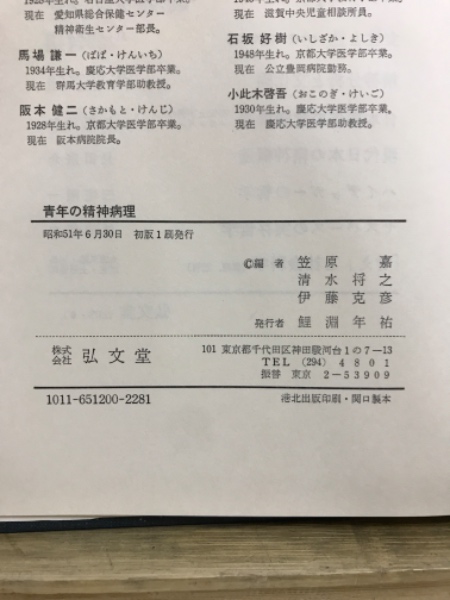 現在 愛知県総合保健センター
精神衛生センター部長。
馬場謙一（ばば・けんいち）
1934年生れ。慶応大学医学部卒業。
現在 群馬大学教育学部助教授。
阪本健二（さかもと・けんじ）
1928年生れ。京都大学医学部卒業。
現在 阪本病院院長。
現在 滋賀中央児童相談所員。
石坂好樹（いしざか・よしき）
1948年生れ。京都大学医学部卒業。
現在 公立豊岡病院勤務。
小此木啓吾（おこのぎ・けいご）
1930年生れ。慶応大学医学部卒業。
現在 慶応大学医学部助教授。
青年の精神病理
昭和51年6月30日 初版1刷発行
©編者 笠原嘉
清水将之
伊藤克彦
発行者 鯉淵年祐
株式会社 弘文堂
101 東京都千代田区神田駿河台1の7−13
TEL (294) 4801
振替 東京 2−53909
1011-651200-2281
港北出版印刷・関口製本